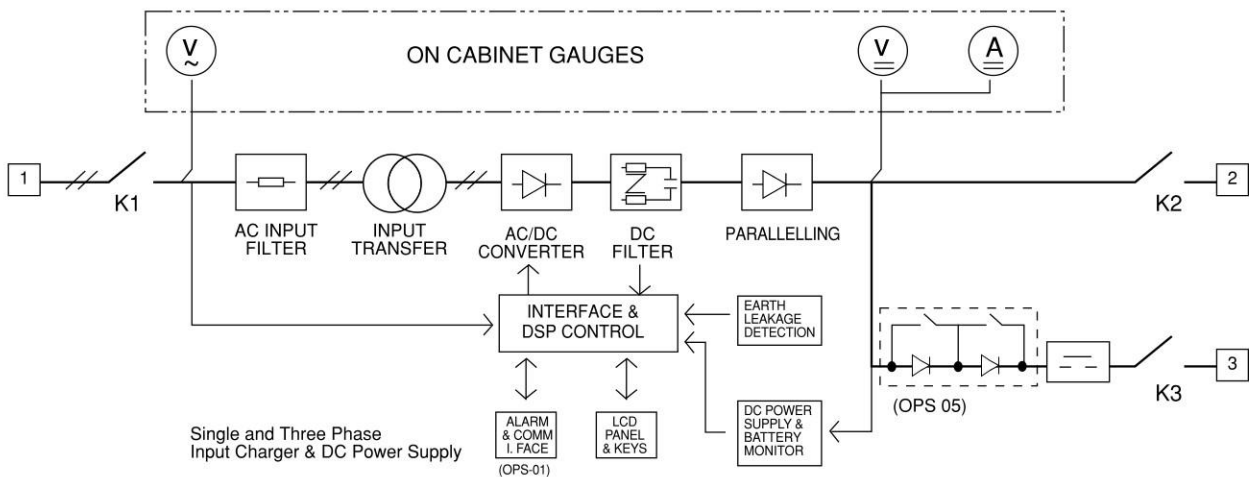 V
~
ON CABINET GAUGES
V
A
1
K1
AC INPUT
FILTER
INPUT
TRANSFER
AC/DC
CONVERTER
DC
FILTER
PARALLELLING
K2
2
INTERFACE &
DSP CONTROL
EARTH
LEAKAGE
DETECTION
(OPS 05)
K3
3
ALARM
& COMM
I. FACE
(OPS-01)
LCD
PANEL
& KEYS
DC POWER
SUPPLY &
BATTERY
MONITOR
Single and Three Phase
Input Charger & DC Power Supply